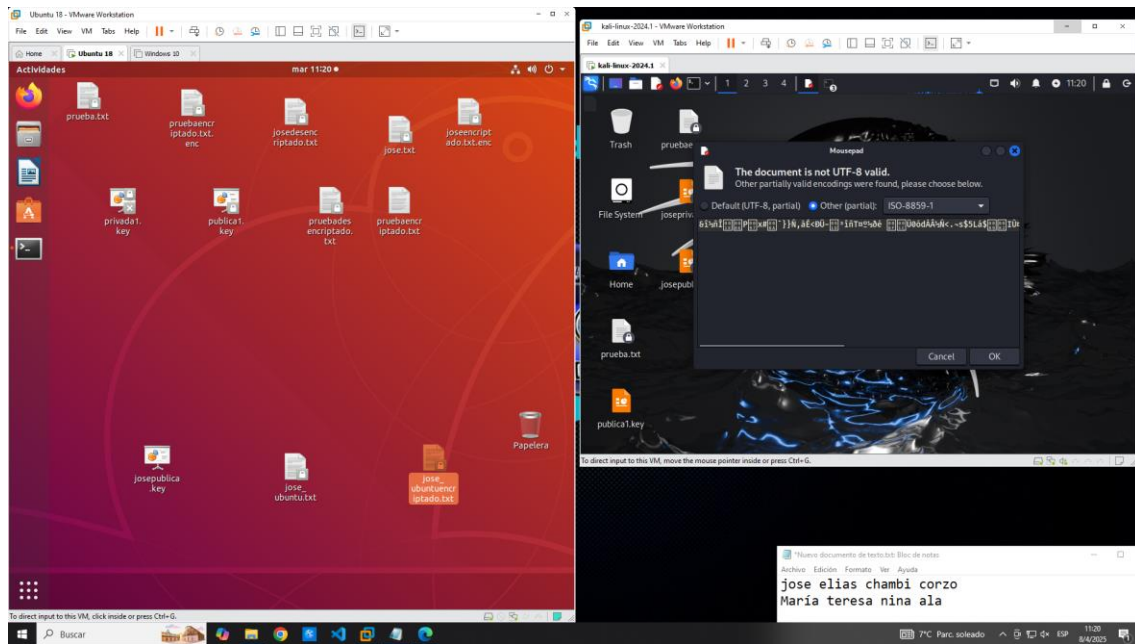 Ubuntu 18 - VMware Workstation
File Edit View VM Tabs Help
Home
Ubuntu 18
Windows 10
Actividades
mar 11:20
prueba.txt
pruebaencr
iptado.txt.
enc
josedesenc
riptado.txt
jose.txt
joseencript
ado.txt.enc
privada1.
key
publica1.
key
pruebades
encriptado.
txt
pruebaencr
iptado.txt
Papelera
josepublica
.key
jose_
ubuntu.txt
jose_
ubuntuencr
iptado.txt
To direct input to this VM, click inside or press Ctrl+G.
kali-linux-2024.1 - VMware Workstation
File Edit View VM Tabs Help
kali-linux-2024.1
1 2 3 4
11:20
Trash
pruebae
File System
josepriv
Home
josepubl
prueba.txt
publica1.key
Mousepad
The document is not UTF-8 valid.
Other partially valid encodings were found, please choose below.
Default (UTF-8, partial)
Other (partial):
ISO-8859-1
Cancel
OK
To direct input to this VM, move the mouse pointer inside or press Ctrl+G.
*Nuevo documento de texto.txt: Bloc de notas
Archivo Edición Formato Ver Ayuda
jose elias chambi corzo
María teresa nina ala
Buscar
7°C Parc. soleado
ESP
11:20
8/4/2025